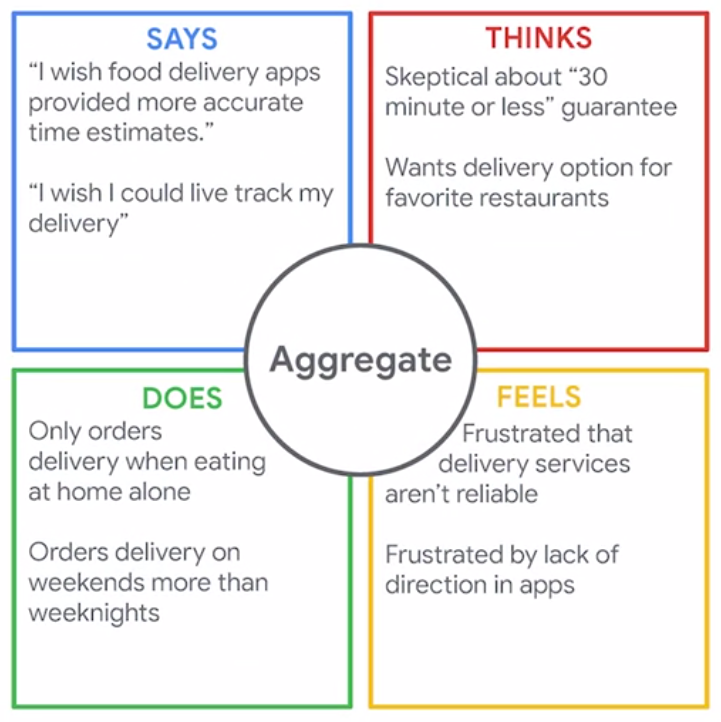 SAYS
“I wish food delivery apps
provided more accurate
time estimates.”
“I wish I could live track my
delivery”
THINKS
Skeptical about “30
minute or less” guarantee
Wants delivery option for
favorite restaurants
Aggregate
DOES
Only orders
delivery when eating
at home alone
Orders delivery on
weekends more than
weeknights
FEELS
Frustrated that
delivery services
aren’t reliable
Frustrated by lack of
direction in apps